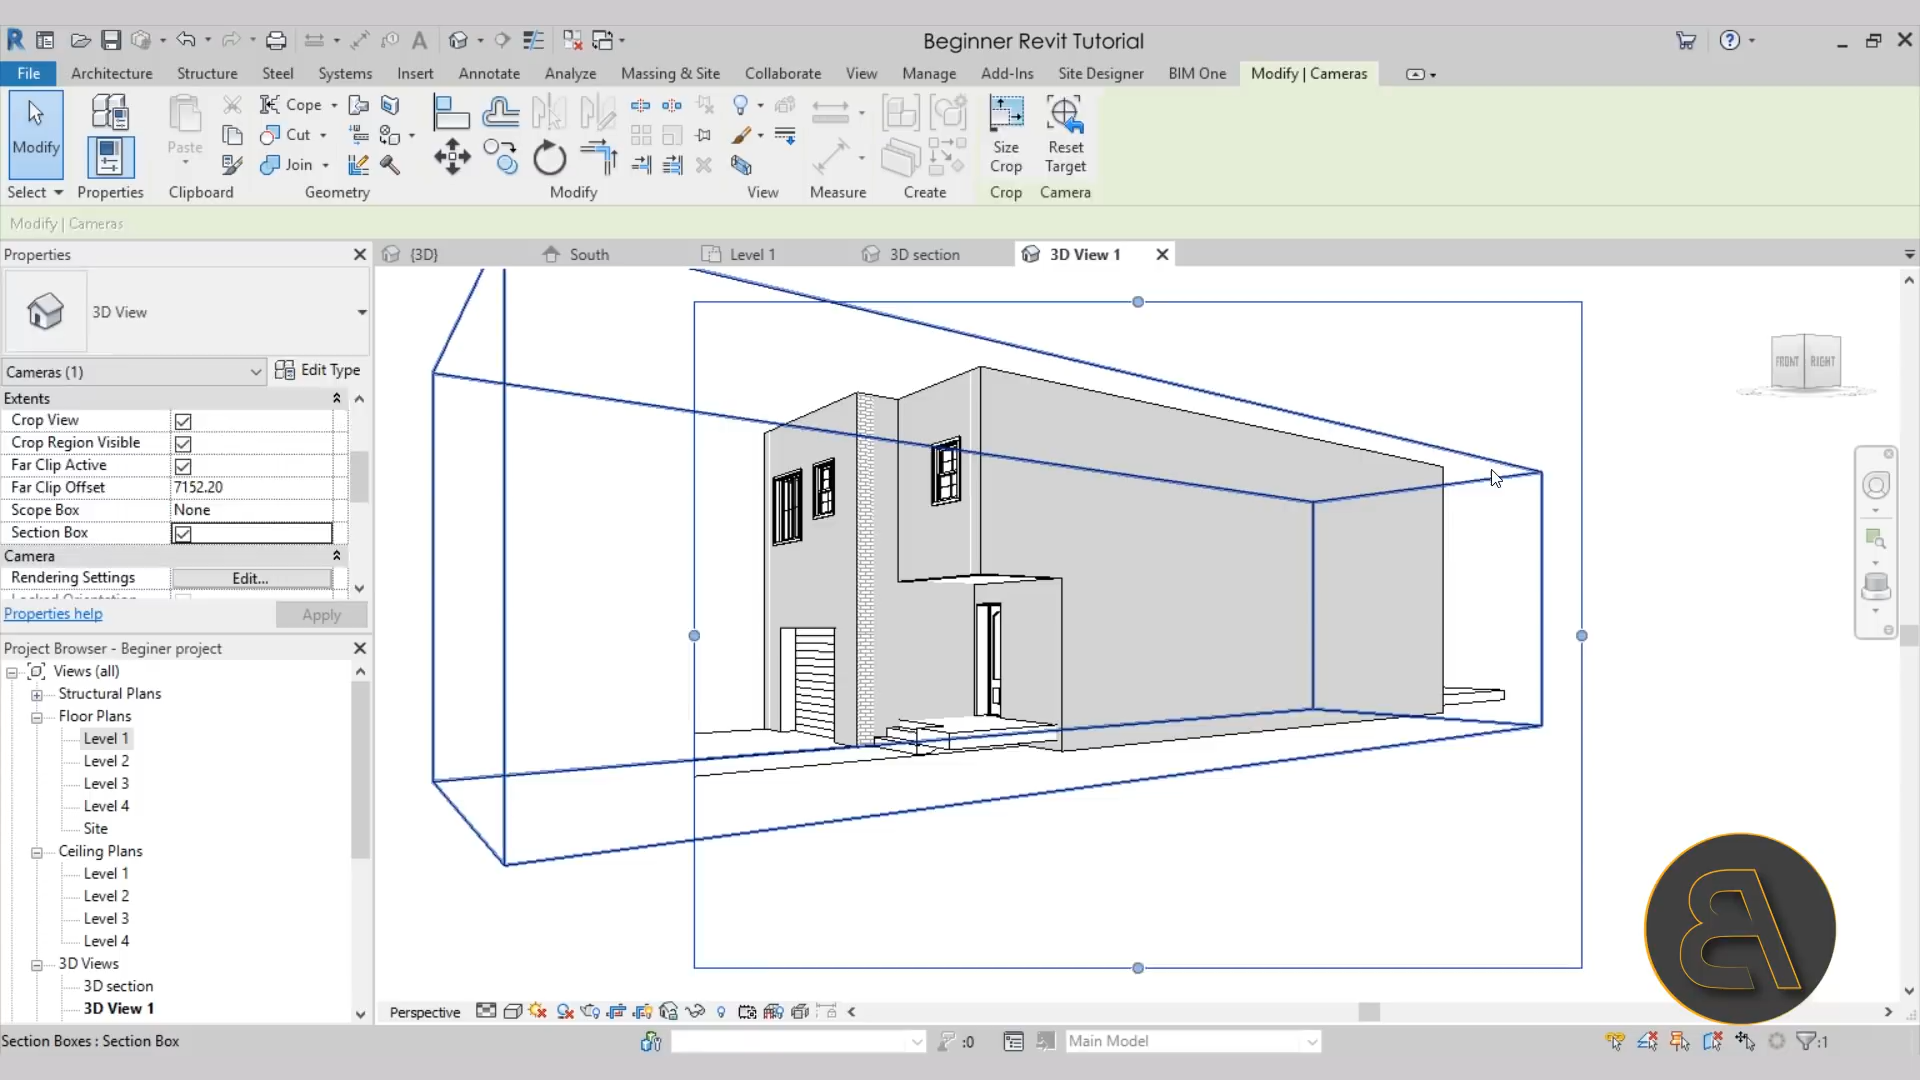 Beginner Revit Tutorial
File Architecture Structure Steel Systems Insert Annotate Analyze Massing & Site Collaborate View Manage Add-Ins Site Designer BIM One Modify | Cameras
Cope
Modify Paste Cut Size Crop Reset Target
Join
Select Properties Clipboard Geometry Modify View Measure Create Crop Camera
Modify | Cameras
Properties {3D} South Level 1 3D section 3D View 1
3D View
FRONT RIGHT
Cameras (1) Edit Type
Extents
Crop View
Crop Region Visible
Far Clip Active
Far Clip Offset 7152.20
Scope Box None
Section Box
Camera
Rendering Settings Edit...
Properties help Apply
Project Browser - Beginer project
Views (all)
Structural Plans
Floor Plans
Level 1
Level 2
Level 3
Level 4
Site
Ceiling Plans
Level 1
Level 2
Level 3
Level 4
3D Views
3D section
3D View 1
Perspective
Section Boxes : Section Box :0 Main Model :1